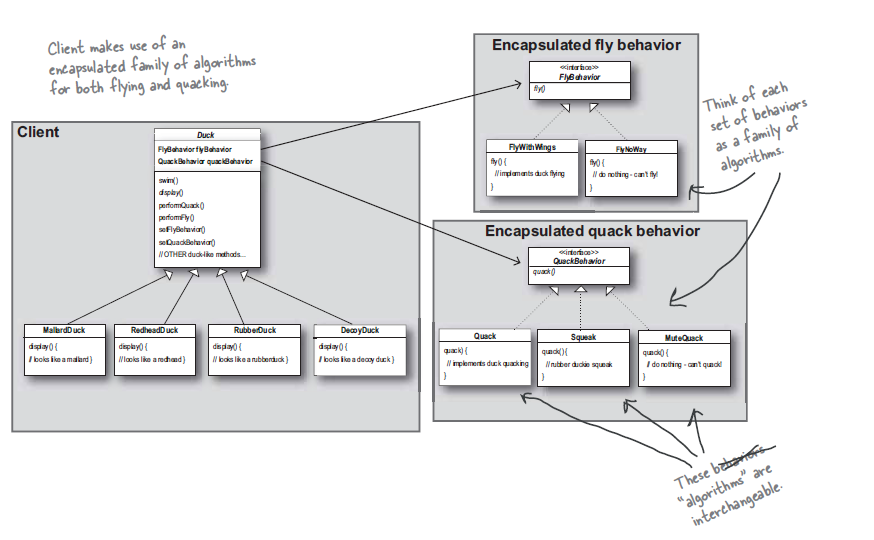 Client makes use of an
encapsulated family of algorithms
for both flying and quacking.
Client
Duck
FlyBehavior flyBehavior
QuackBehavior quackBehavior
swim()
display()
performQuack()
performFly()
setFlyBehavior()
setQuackBehavior()
// OTHER duck-like methods...
MallardDuck
display() {
// looks like a mallard }
RedheadDuck
display() {
// looks like a redhead }
RubberDuck
display() {
// looks like a rubberduck }
DecoyDuck
display() {
// looks like a decoy duck }
Encapsulated fly behavior
<<interface>>
FlyBehavior
fly()
FlyWithWings
fly() {
// implements duck flying
}
FlyNoWay
fly() {
// do nothing - can't fly!
}
Think of each
set of behaviors
as a family of
algorithms.
Encapsulated quack behavior
<<interface>>
QuackBehavior
quack()
Quack
quack() {
// implements duck quacking
}
Squeak
quack() {
// rubber duckie squeak
}
MuteQuack
quack() {
// do nothing - can't quack!
}
These behaviors
“algorithms” are
interchangeable.